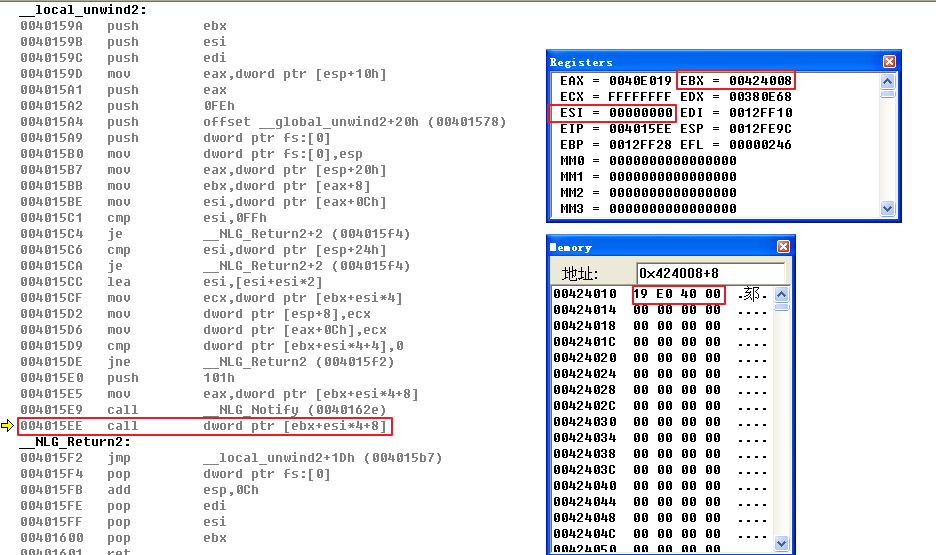 __local_unwind2:
0040159A push ebx
0040159B push esi
0040159C push edi
0040159D mov eax,dword ptr [esp+10h]
004015A1 push eax
004015A2 push 0FEh
004015A4 push offset __global_unwind2+20h (00401578)
004015A9 push dword ptr fs:[0]
004015B0 mov dword ptr fs:[0],esp
004015B7 mov eax,dword ptr [esp+20h]
004015BB mov ebx,dword ptr [eax+8]
004015BE mov esi,dword ptr [eax+0Ch]
004015C1 cmp esi,0FFh
004015C4 je __NLG_Return2+2 (004015f4)
004015C6 cmp esi,dword ptr [esp+24h]
004015CA je __NLG_Return2+2 (004015f4)
004015CC lea esi,[esi+esi*2]
004015CF mov ecx,dword ptr [ebx+esi*4]
004015D2 mov dword ptr [esp+8],ecx
004015D6 mov dword ptr [eax+0Ch],ecx
004015D9 cmp dword ptr [ebx+esi*4+4],0
004015DE jne __NLG_Return2 (004015f2)
004015E0 push 101h
004015E5 mov eax,dword ptr [ebx+esi*4+8]
004015E9 call __NLG_Notify (0040162e)
004015EE call dword ptr [ebx+esi*4+8]
__NLG_Return2:
004015F2 jmp __local_unwind2+1Dh (004015b7)
004015F4 pop dword ptr fs:[0]
004015FB add esp,0Ch
004015FE pop edi
004015FF pop esi
00401600 pop ebx
00401601 ret
Registers
EAX = 0040E019 EBX = 00424008
ECX = FFFFFFFF EDX = 00380E68
ESI = 00000000 EDI = 0012FF10
EIP = 004015EE ESP = 0012FE9C
EBP = 0012FF28 EFL = 00000246
MM0 = 0000000000000000
MM1 = 0000000000000000
MM2 = 0000000000000000
MM3 = 0000000000000000
Memory
地址: 0x424008+8
00424010 19 E0 40 00 .郂.
00424014 00 00 00 00 ....
00424018 00 00 00 00 ....
0042401C 00 00 00 00 ....
00424020 00 00 00 00 ....
00424024 00 00 00 00 ....
00424028 00 00 00 00 ....
0042402C 00 00 00 00 ....
00424030 00 00 00 00 ....
00424034 00 00 00 00 ....
00424038 00 00 00 00 ....
0042403C 00 00 00 00 ....
00424040 00 00 00 00 ....
00424044 00 00 00 00 ....
00424048 00 00 00 00 ....
0042404C 00 00 00 00 ....
00424050 00 00 00 00 ....